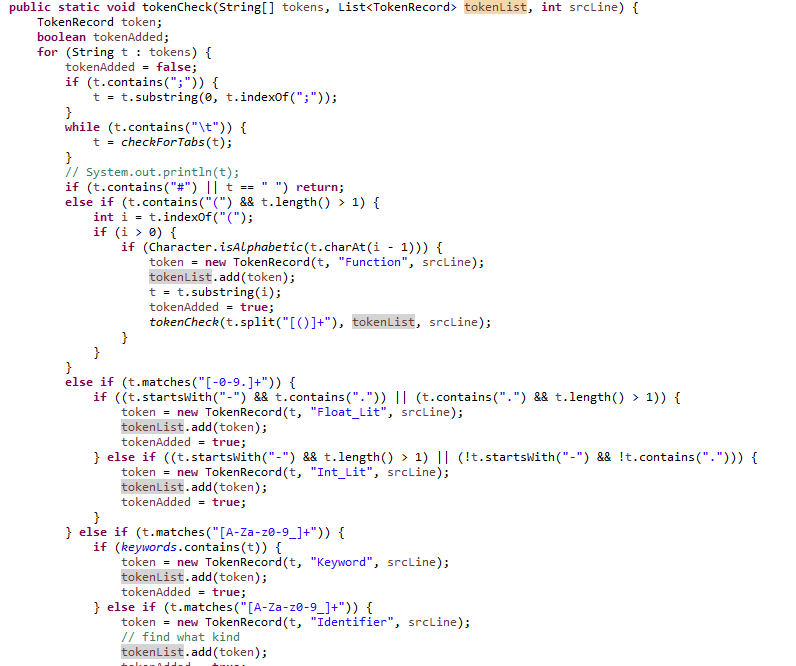 public static void tokenCheck(String[] tokens, List<TokenRecord> tokenList, int srcLine) {
TokenRecord token;
boolean tokenAdded;
for (String t : tokens) {
tokenAdded = false;
if (t.contains(";")) {
t = t.substring(0, t.indexOf(";"));
}
while (t.contains("\t")) {
t = checkForTabs(t);
}
// System.out.println(t);
if (t.contains("#") || t == " ") return;
else if (t.contains("(") && t.length() > 1) {
int i = t.indexOf("(");
if (i > 0) {
if (Character.isAlphabetic(t.charAt(i - 1))) {
token = new TokenRecord(t, "Function", srcLine);
tokenList.add(token);
t = t.substring(i);
tokenAdded = true;
tokenCheck(t.split("[()]+"), tokenList, srcLine);
}
}
}
else if (t.matches("[-0-9.]+")) {
if ((t.startsWith("-") && t.contains(".")) || (t.contains(".") && t.length() > 1)) {
token = new TokenRecord(t, "Float_Lit", srcLine);
tokenList.add(token);
tokenAdded = true;
} else if ((t.startsWith("-") && t.length() > 1) || (!t.startsWith("-") && !t.contains("."))) {
token = new TokenRecord(t, "Int_Lit", srcLine);
tokenList.add(token);
tokenAdded = true;
}
} else if (t.matches("[A-Za-z0-9_]+")) {
if (keywords.contains(t)) {
token = new TokenRecord(t, "Keyword", srcLine);
tokenList.add(token);
tokenAdded = true;
} else if (t.matches("[A-Za-z0-9_]+")) {
token = new TokenRecord(t, "Identifier", srcLine);
// find what kind
tokenList.add(token);